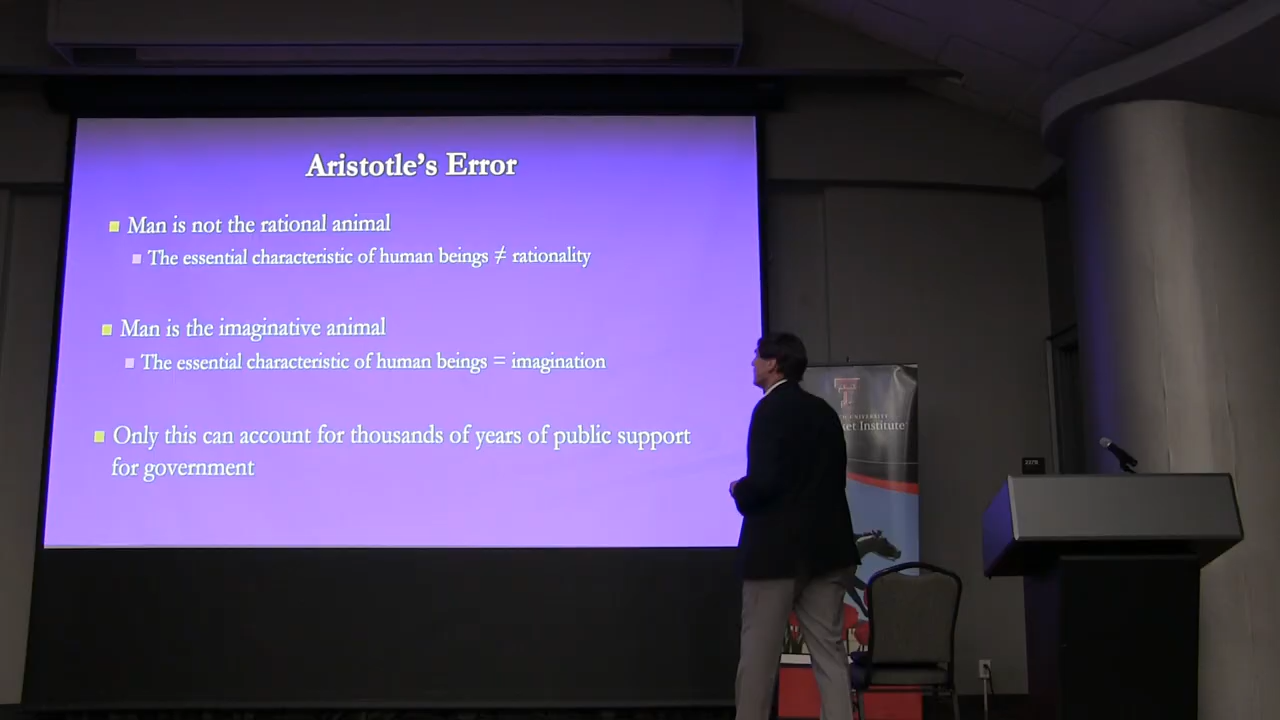 Aristotle's Error
Man is not the rational animal
The essential characteristic of human beings ≠ rationality
Man is the imaginative animal
The essential characteristic of human beings = imagination
Only this can account for thousands of years of public support
for government
UNIVERSITY
Institute